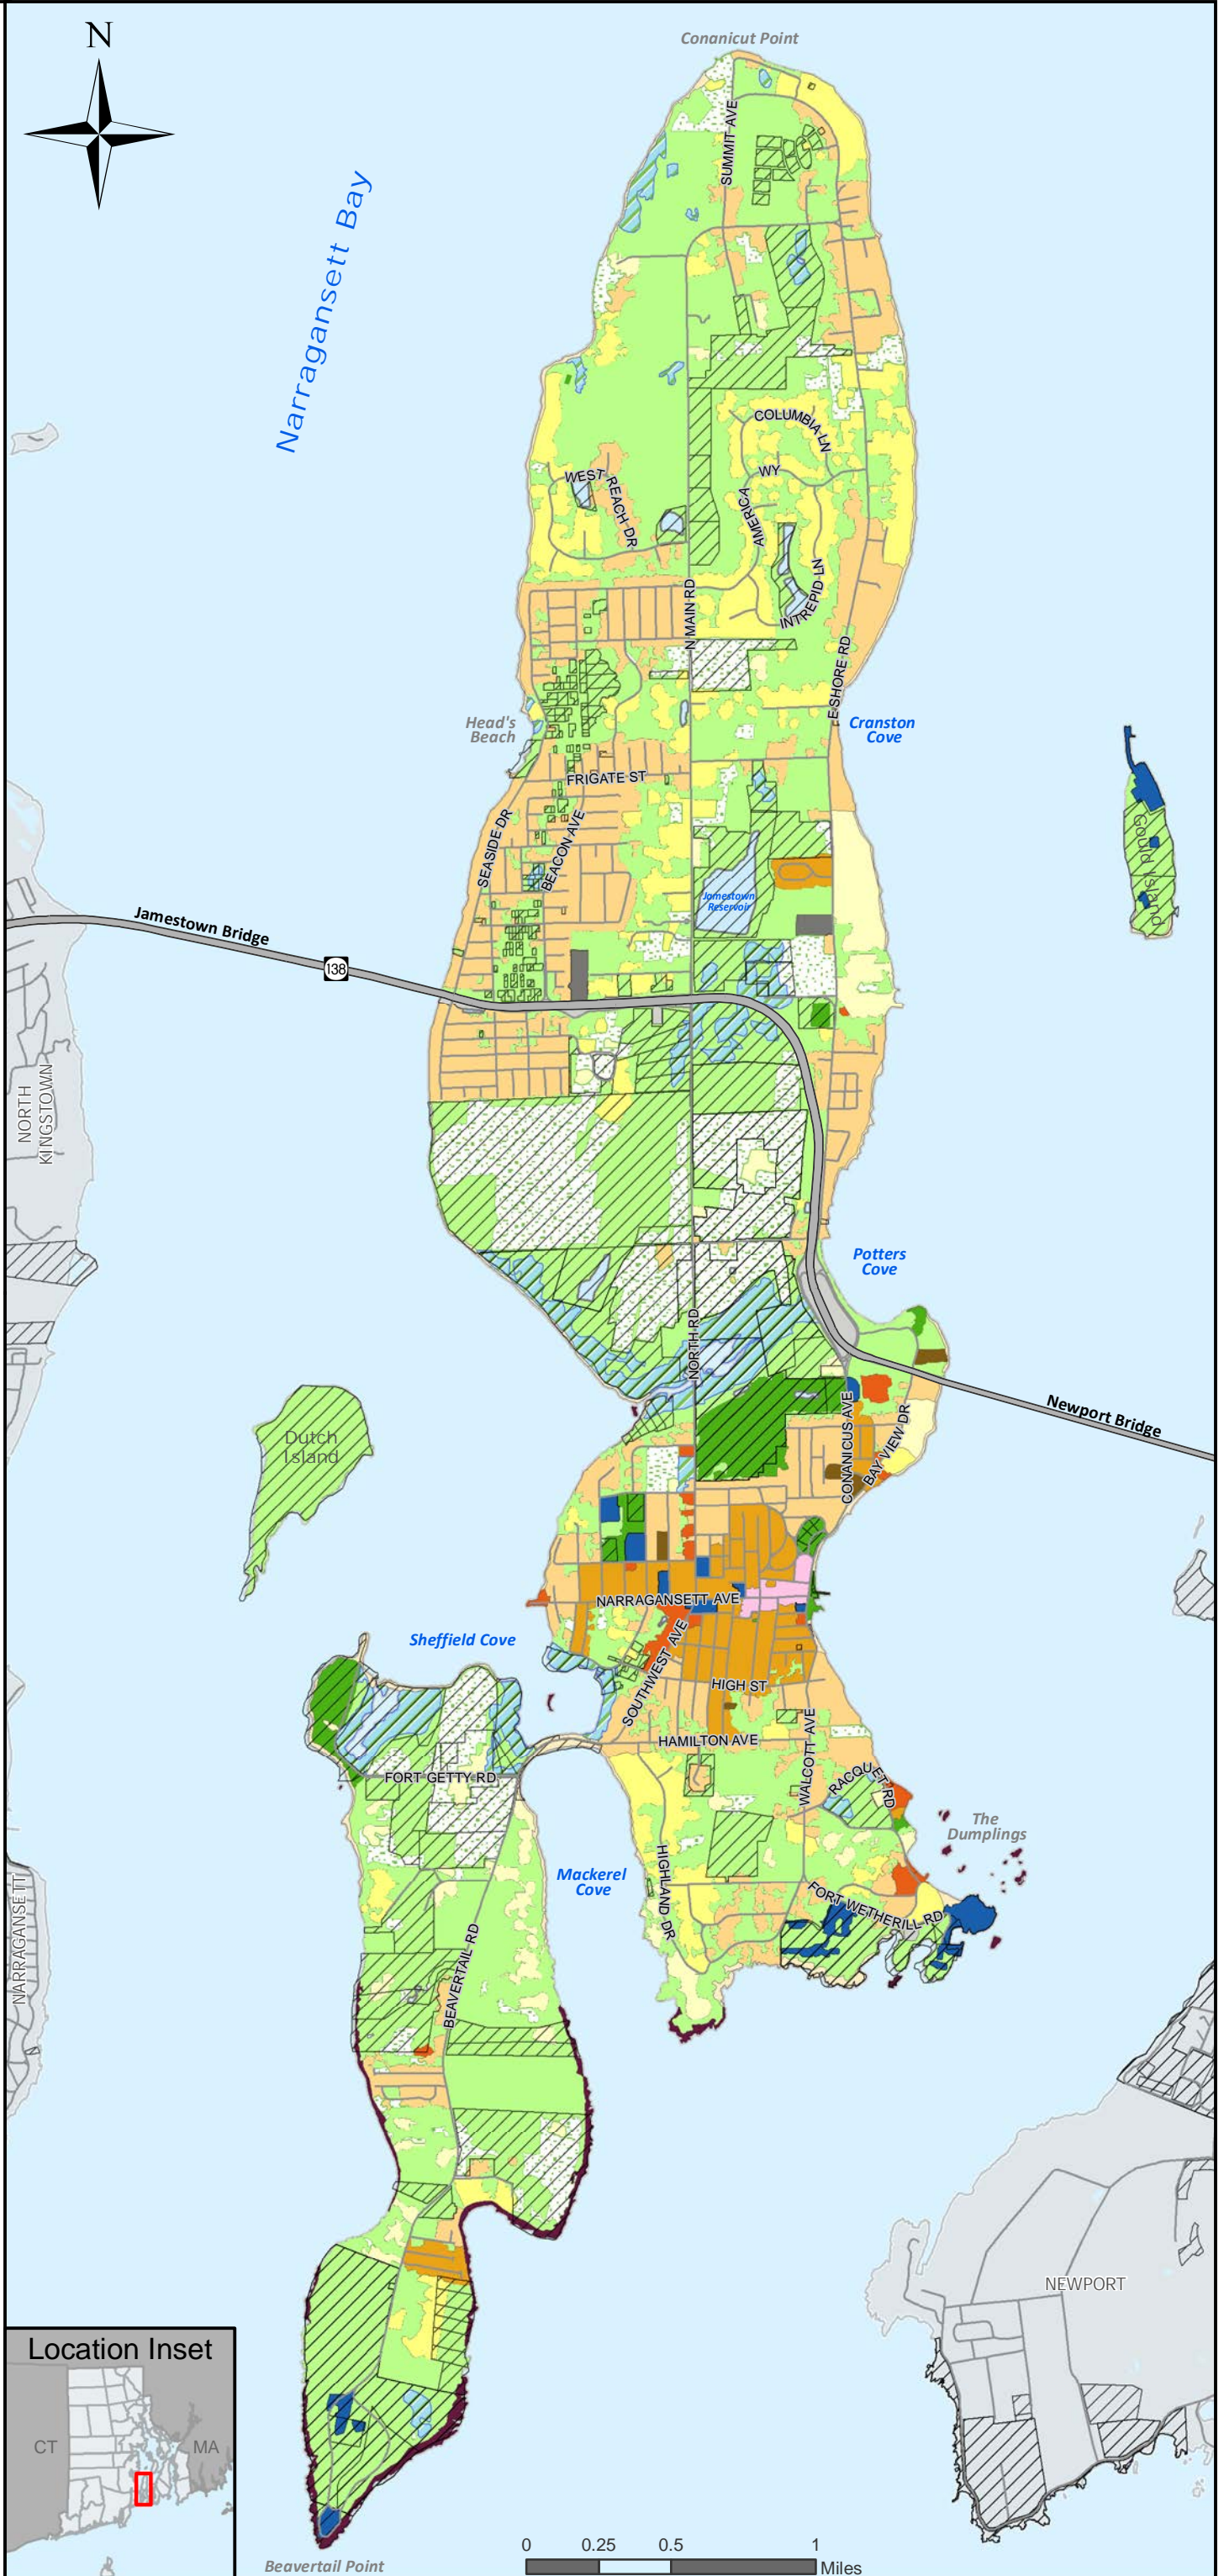 N
Conanicut Point
SUMMIT AVE
Narragansett Bay
COLUMBIA LN
WEST REACH DR
WY
AMERICA
INTREPID LN
N MAIN RD
E SHORE RD
Head's
Beach
Cranston
Cove
FRIGATE ST
SEASIDE DR
BEACON AVE
Gould Island
Jamestown
Reservoir
Jamestown Bridge
138
NORTH
KINGSTOWN
Potters
Cove
NORTH RD
Newport Bridge
CONANICUS AVE
BAY VIEW DR
Dutch
Island
NARRAGANSETT AVE
Sheffield Cove
SOUTHWEST AVE
HIGH ST
HAMILTON AVE
WALCOTT AVE
FORT GETTY RD
RACQUET RD
The
Dumplings
Mackerel
Cove
HIGHLAND DR
FORT WETHERILL RD
NARRAGANSETT
BEAVERTAIL RD
NEWPORT
Location Inset
CT
MA
0 0.25 0.5 1
Miles
Beavertail Point